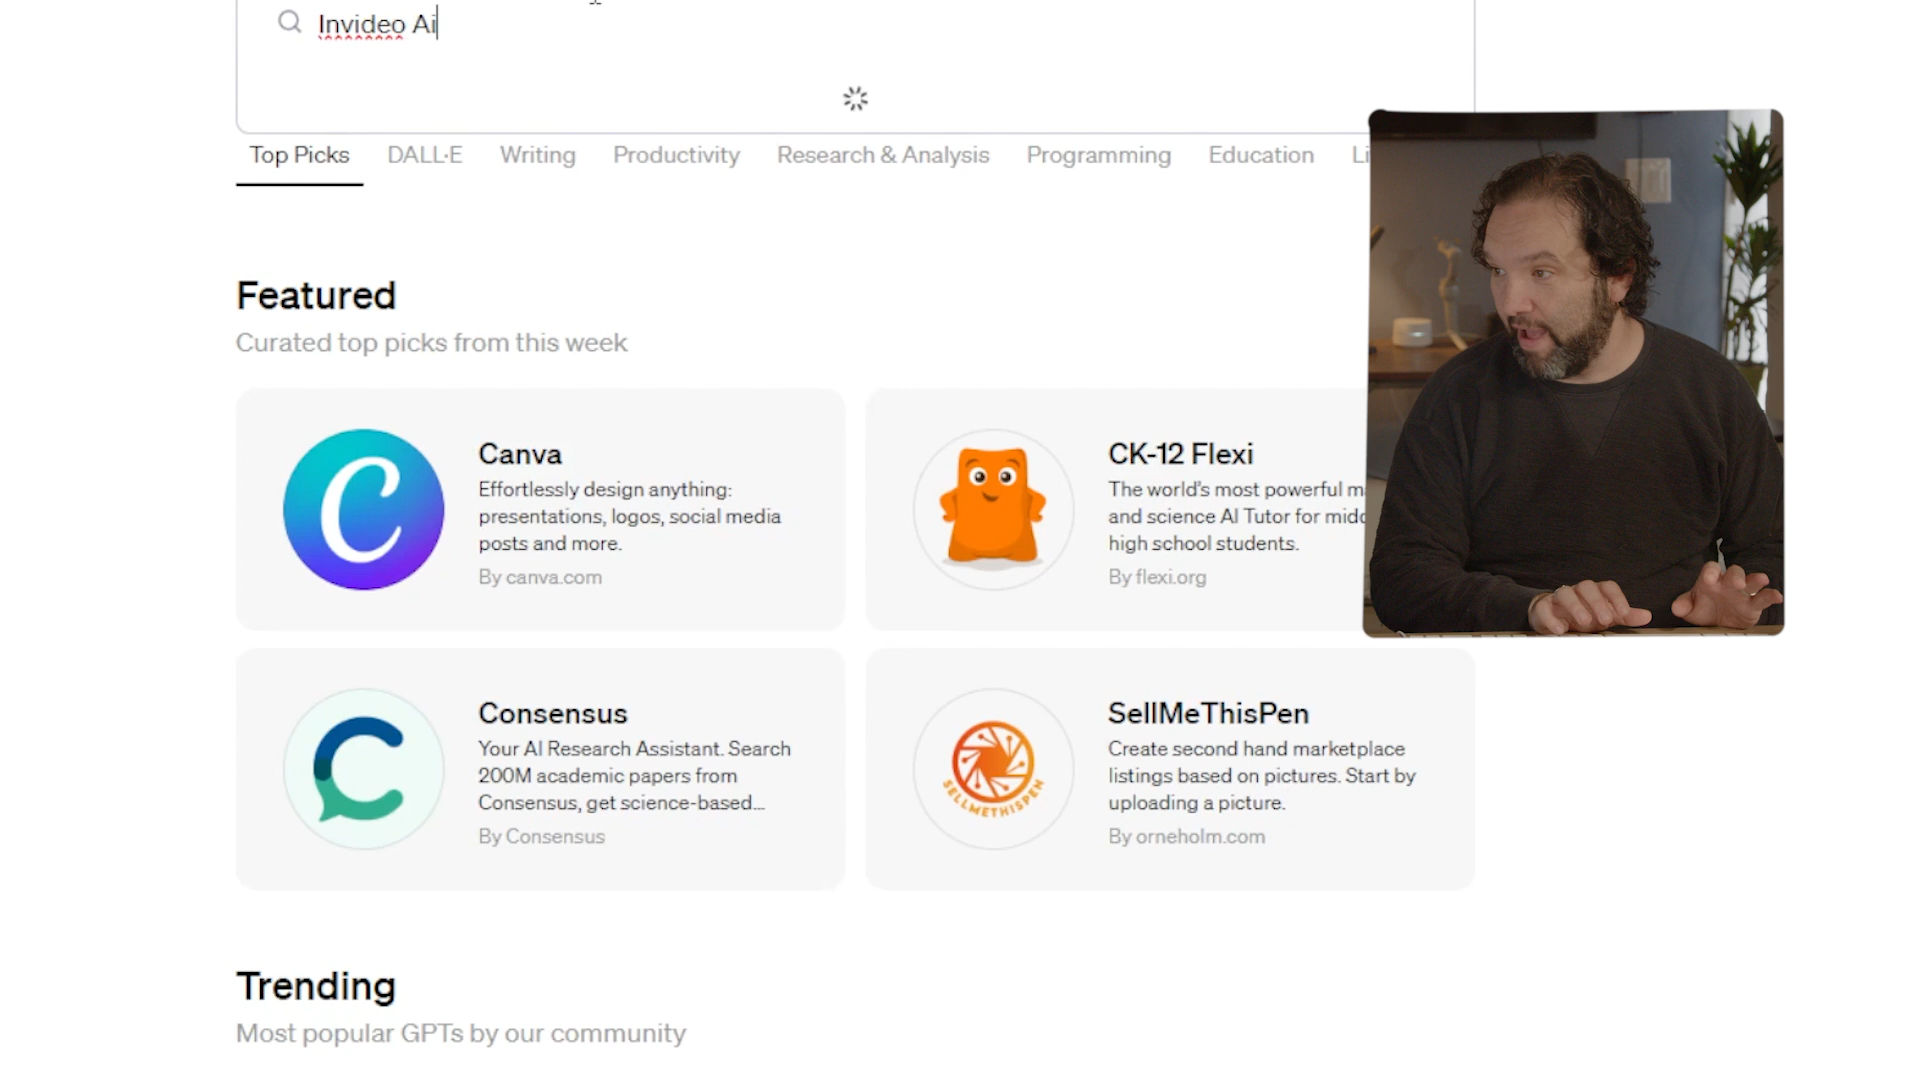 Invideo Ai
Top Picks DALL·E Writing Productivity Research & Analysis Programming Education Li
Featured
Curated top picks from this week
Canva
Effortlessly design anything:
presentations, logos, social media
posts and more.
By canva.com
CK-12 Flexi
The world's most powerful m
and science AI Tutor for midd
high school students.
By flexi.org
Consensus
Your AI Research Assistant. Search
200M academic papers from
Consensus, get science-based...
By Consensus
SellMeThisPen
Create second hand marketplace
listings based on pictures. Start by
uploading a picture.
By orneholm.com
SELLMETHISPEN
Trending
Most popular GPTs by our community